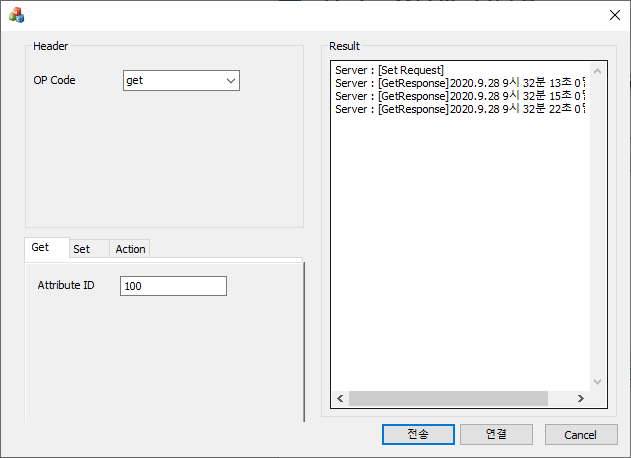 Header
OP Code
get
Get
Set
Action
Attribute ID
100
Result
Server : [Set Request]
Server : [GetResponse]2020.9.28 9시 32분 13초 0
Server : [GetResponse]2020.9.28 9시 32분 15초 0
Server : [GetResponse]2020.9.28 9시 32분 22초 0
전송
연결
Cancel